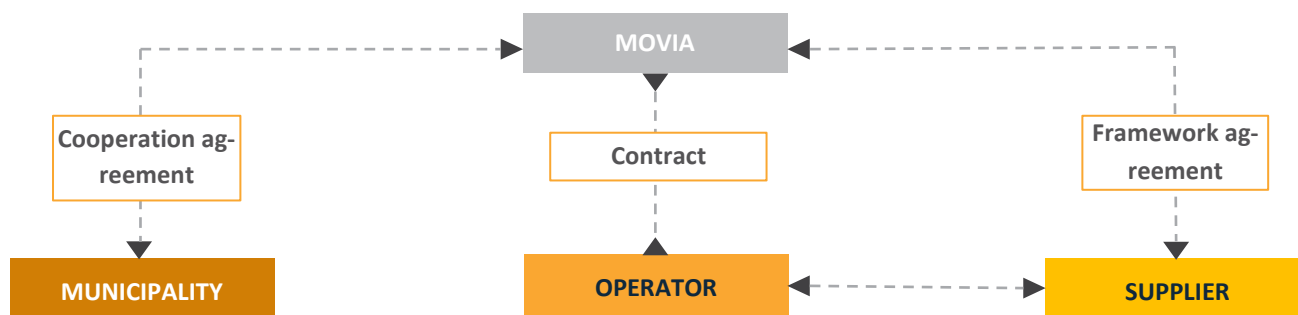 MOVIA
Cooperation ag-
reement
Contract
Framework ag-
reement
MUNICIPALITY
OPERATOR
SUPPLIER